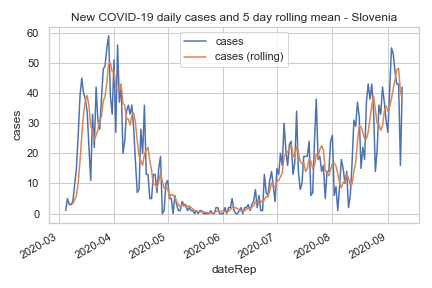 New COVID-19 daily cases and 5 day rolling mean - Slovenia
cases
cases (rolling)
cases
60
50
40
30
20
10
0
2020-03
2020-04
2020-05
2020-06
2020-07
2020-08
2020-09
dateRep